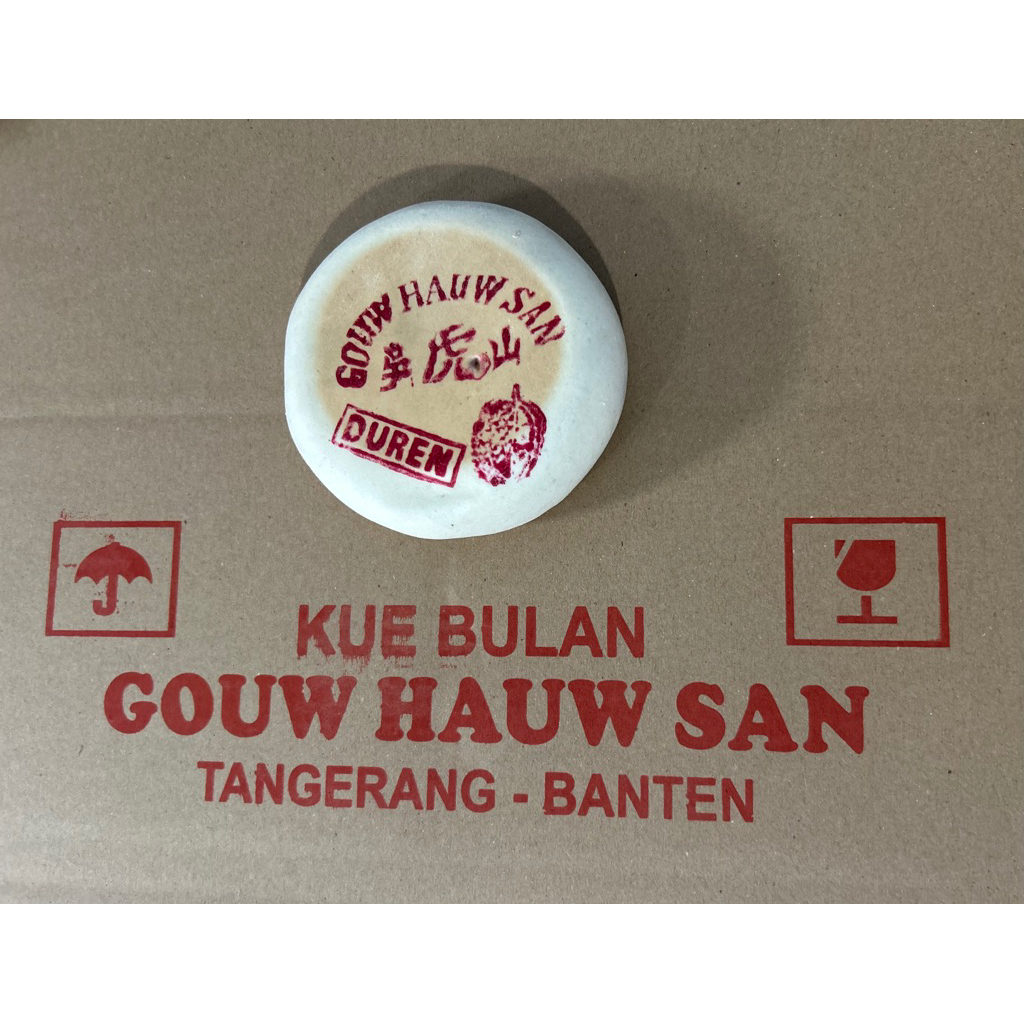 GOUW HAUW SAN
吳虎山
DUREN
KUE BULAN
GOUW HAUW SAN
TANGERANG - BANTEN